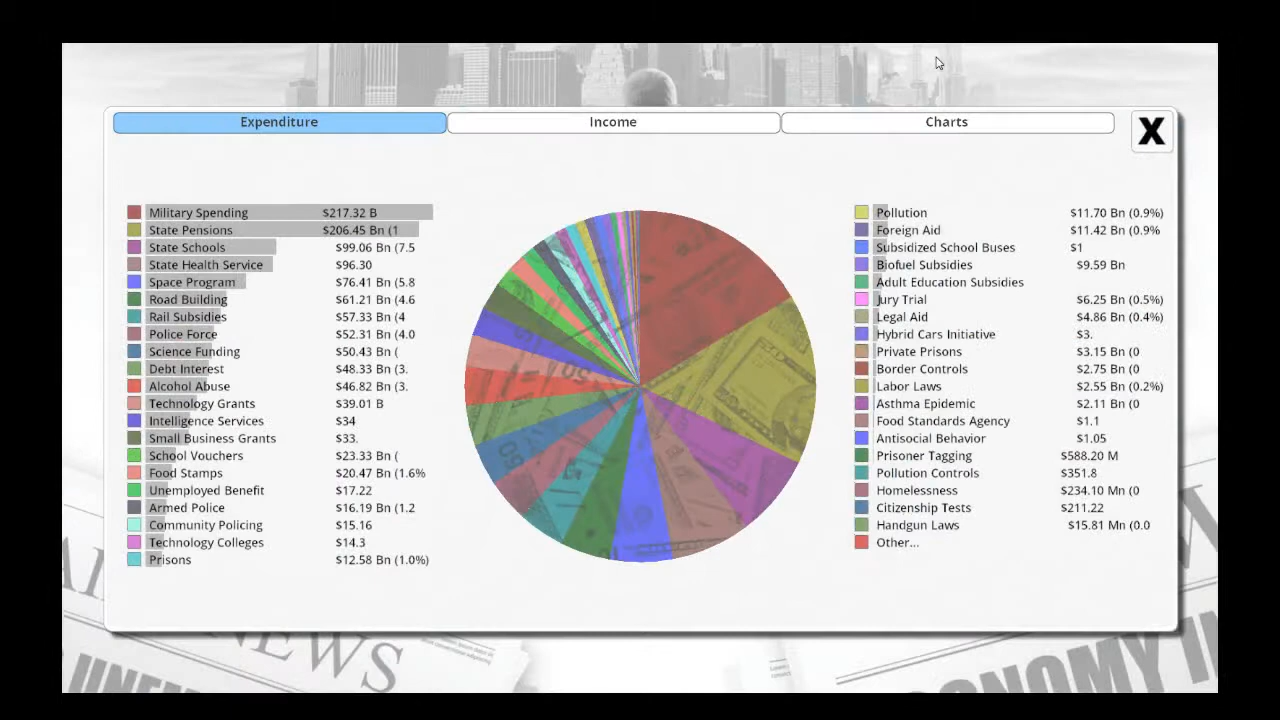 Expenditure
Income
Charts
X
Military Spending $217.32 B
State Pensions $206.45 Bn (1
State Schools $99.06 Bn (7.5
State Health Service $96.30
Space Program $76.41 Bn (5.8
Road Building $61.21 Bn (4.6
Rail Subsidies $57.33 Bn (4
Police Force $52.31 Bn (4.0
Science Funding $50.43 Bn (
Debt Interest $48.33 Bn (3.
Alcohol Abuse $46.82 Bn (3.
Technology Grants $39.01 B
Intelligence Services $34
Small Business Grants $33.
School Vouchers $23.33 Bn (
Food Stamps $20.47 Bn (1.6%
Unemployed Benefit $17.22
Armed Police $16.19 Bn (1.2
Community Policing $15.16
Technology Colleges $14.3
Prisons $12.58 Bn (1.0%)
Pollution $11.70 Bn (0.9%)
Foreign Aid $11.42 Bn (0.9%
Subsidized School Buses $1
Biofuel Subsidies $9.59 Bn
Adult Education Subsidies
Jury Trial $6.25 Bn (0.5%)
Legal Aid $4.86 Bn (0.4%)
Hybrid Cars Initiative $3.
Private Prisons $3.15 Bn (0
Border Controls $2.75 Bn (0
Labor Laws $2.55 Bn (0.2%)
Asthma Epidemic $2.11 Bn (0
Food Standards Agency $1.1
Antisocial Behavior $1.05
Prisoner Tagging $588.20 M
Pollution Controls $351.8
Homelessness $234.10 Mn (0
Citizenship Tests $211.22
Handgun Laws $15.81 Mn (0.0
Other...
NEWS